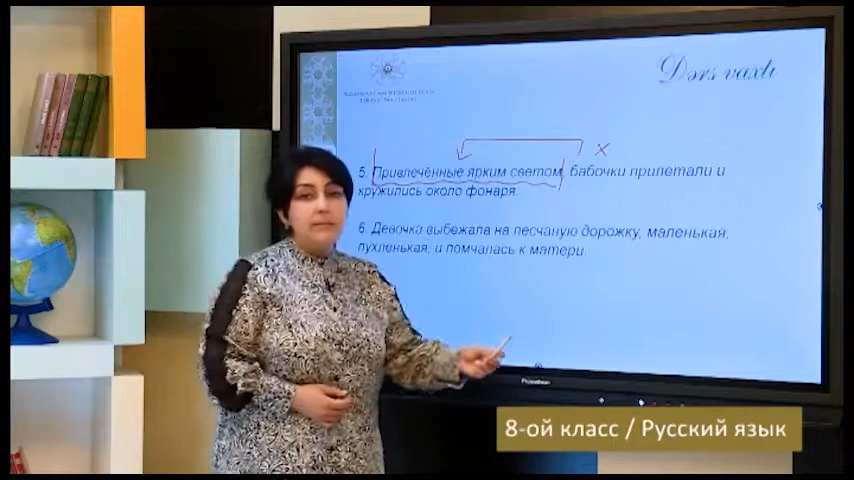 Dərs vaxtı
5. Привлечённые ярким светом, бабочки прилетали и
кружились около фонаря.
6. Девочка выбежала на песчаную дорожку, маленькая,
пухленькая, и помчалась к матери.
Promethean
8-ой класс / Русский язык